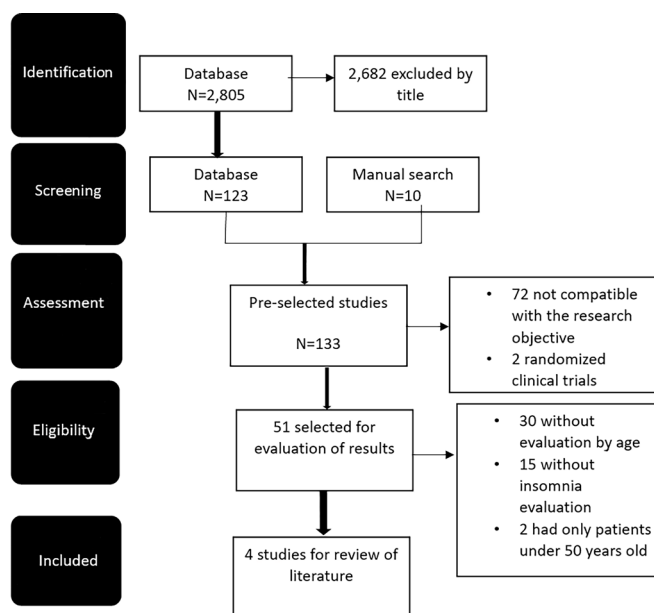 Identification
Database
N=2,805
2,682 excluded by
title
Screening
Database
N=123
Manual search
N=10
Assessment
Pre-selected studies
N=133
• 72 not compatible
with the research
objective
• 2 randomized
clinical trials
Eligibility
51 selected for
evaluation of results
• 30 without
evaluation by age
• 15 without
insomnia
evaluation
• 2 had only patients
under 50 years old
Included
4 studies for review of
literature